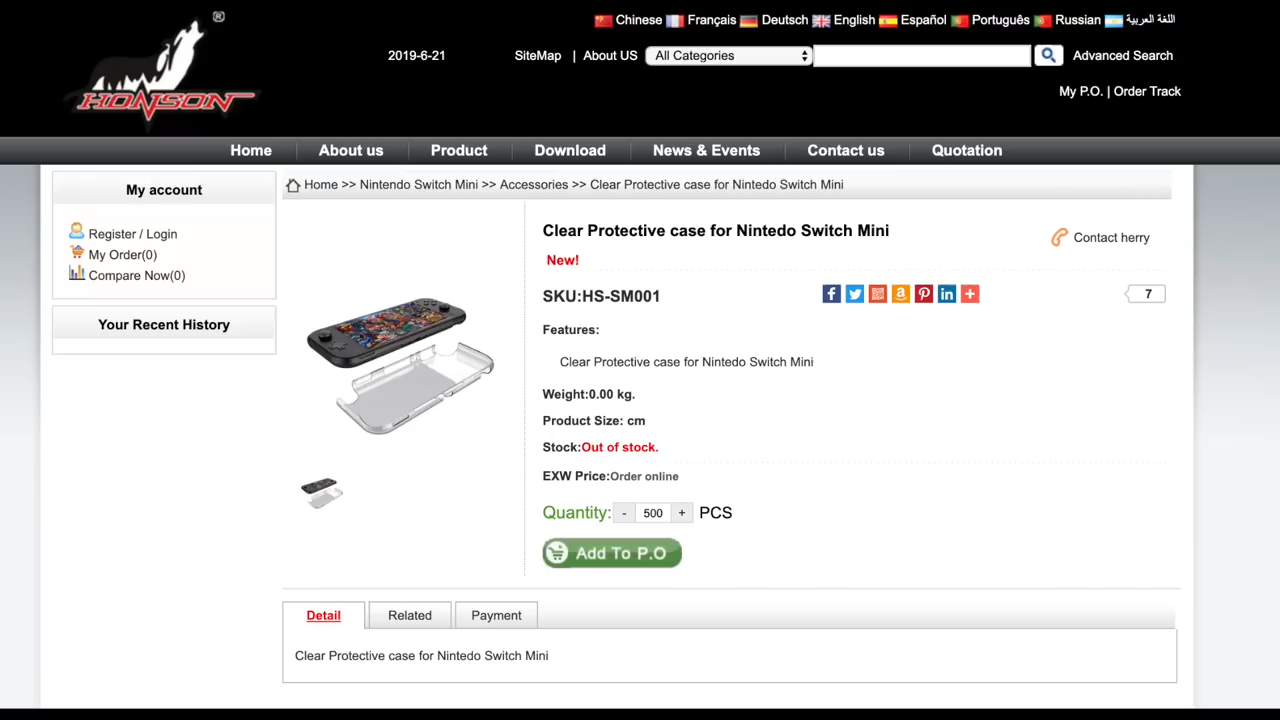 ®
HONSON
Chinese Français Deutsch English Español Português Russian اللغة العربية
2019-6-21 SiteMap | About US All Categories Advanced Search
My P.O. | Order Track
Home About us Product Download News & Events Contact us Quotation
My account
Register / Login
My Order(0)
Compare Now(0)
Your Recent History
Home >> Nintendo Switch Mini >> Accessories >> Clear Protective case for Nintedo Switch Mini
Clear Protective case for Nintedo Switch Mini
Contact herry
New!
SKU:HS-SM001
7
Features:
Clear Protective case for Nintedo Switch Mini
Weight:0.00 kg.
Product Size: cm
Stock:Out of stock.
EXW Price:Order online
Quantity: - 500 + PCS
Add To P.O
Detail Related Payment
Clear Protective case for Nintedo Switch Mini